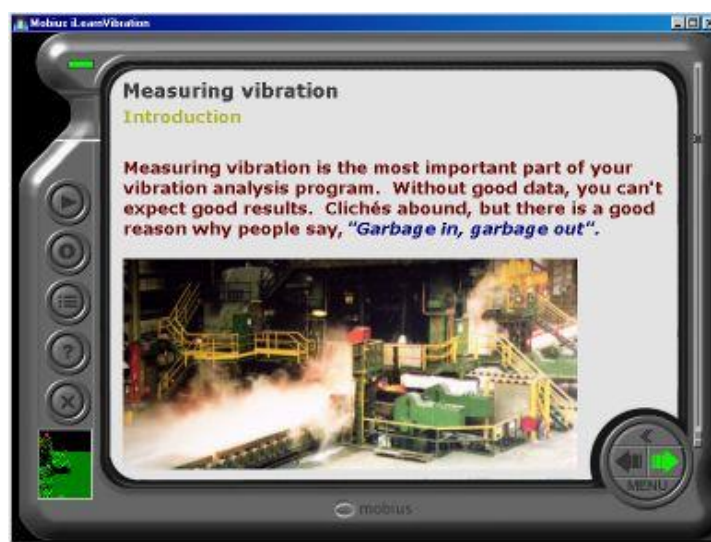 Mobius iLearnVibration
Measuring vibration
Introduction
Measuring vibration is the most important part of your
vibration analysis program. Without good data, you can't
expect good results. Clichés abound, but there is a good
reason why people say, "Garbage in, garbage out".
?
MENU
mobius